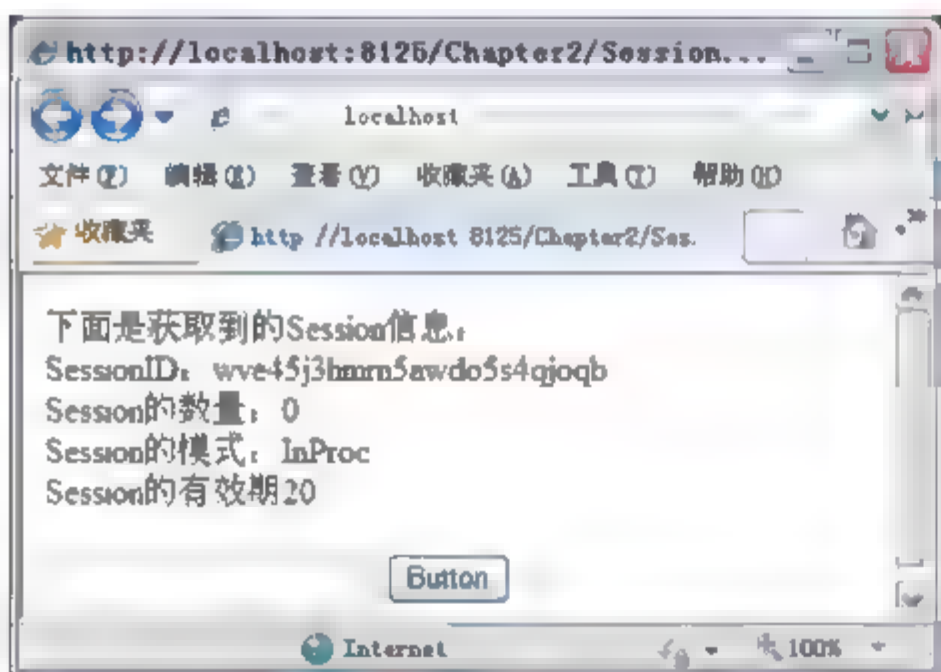 http://localhost:8125/Chapter2/Session...
localhost
文件(F) 编辑(E) 查看(V) 收藏夹(A) 工具(T) 帮助(H)
收藏夹 http //localhost 8125/Chapter2/Ses.
下面是获取到的Session信息:
SessionID: wve45j3hmrn5awdo5s4qjoqb
Session的数量: 0
Session的模式: InProc
Session的有效期20
Button
Internet 100%